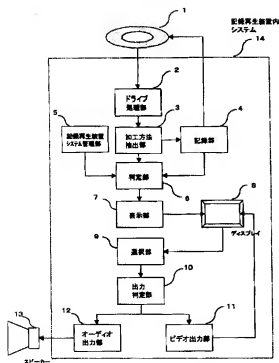 1
記録再生装置内
システム
14
2
ドライブ
処理部
5
3
4
記録再生装置
システム管理部
加工方法
抽出部
記録部
判定部
6
7
8
表示部
ディスプレイ
9
選択部
10
出力
判定部
13
12
11
オーディオ
出力部
ビデオ出力部
スピーカー